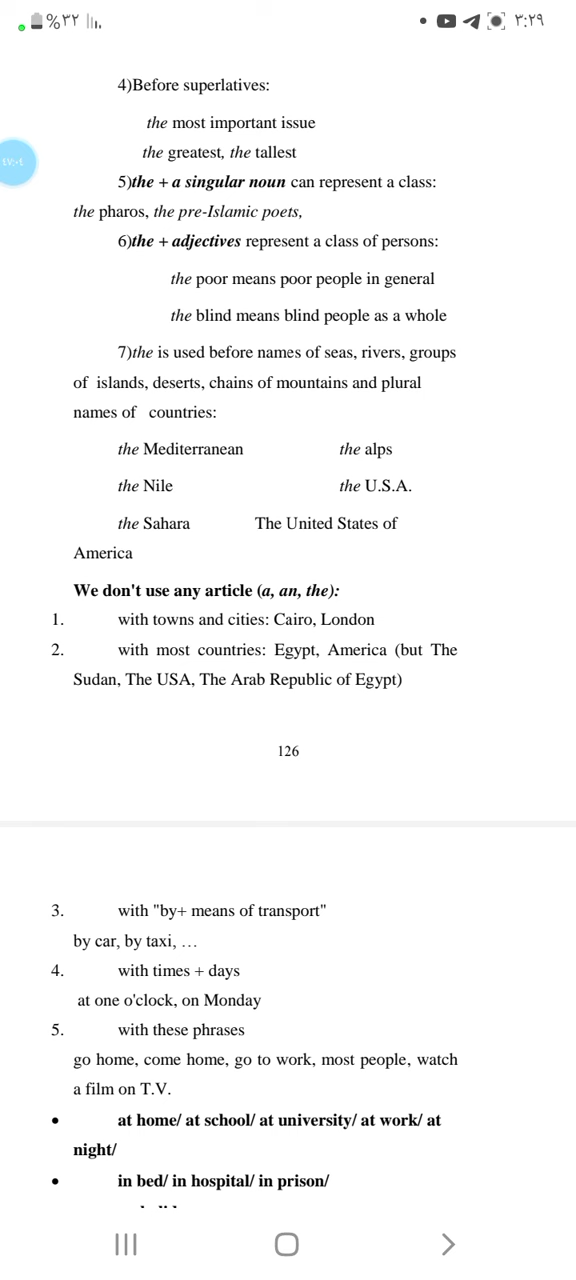 %٣٢
٣:٢٩
4)Before superlatives:
the most important issue
the greatest, the tallest
5)the + a singular noun can represent a class:
the pharos, the pre-Islamic poets,
6)the + adjectives represent a class of persons:
the poor means poor people in general
the blind means blind people as a whole
7)the is used before names of seas, rivers, groups
of islands, deserts, chains of mountains and plural
names of countries:
the Mediterranean the alps
the Nile the U.S.A.
the Sahara The United States of
America
We don't use any article (a, an, the):
1. with towns and cities: Cairo, London
2. with most countries: Egypt, America (but The
Sudan, The USA, The Arab Republic of Egypt)
126
3. with "by+ means of transport"
by car, by taxi, …
4. with times + days
at one o'clock, on Monday
5. with these phrases
go home, come home, go to work, most people, watch
a film on T.V.
• at home/ at school/ at university/ at work/ at
night/
• in bed/ in hospital/ in prison/